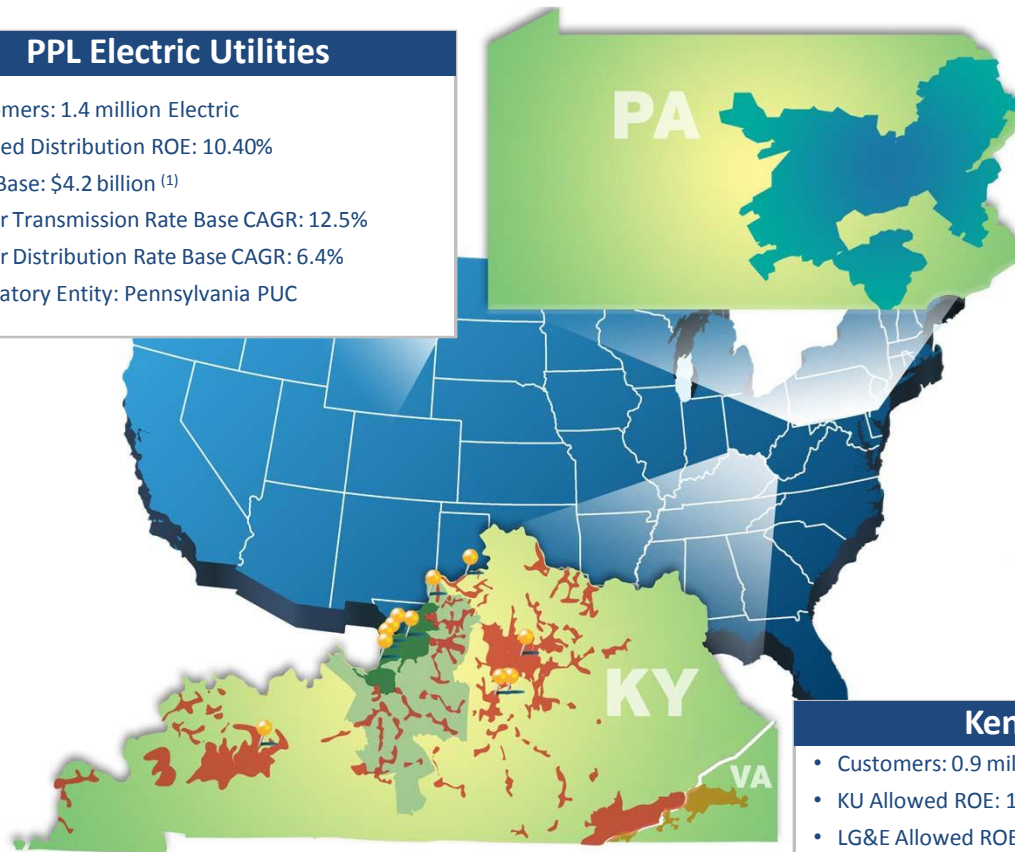 PPL Electric Utilities
mers: 1.4 million Electric
ed Distribution ROE: 10.40%
Base: $4.2 billion (1)
r Transmission Rate Base CAGR: 12.5%
r Distribution Rate Base CAGR: 6.4%
atory Entity: Pennsylvania PUC
PA
KY
VA
Ken
• Customers: 0.9 mil
• KU Allowed ROE: 1
• LG&E Allowed ROE